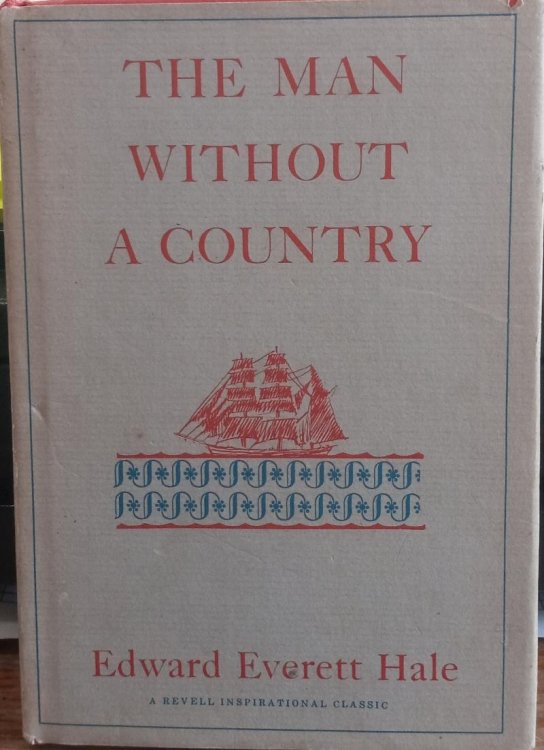 THE MAN
WITHOUT
A COUNTRY
Edward Everett Hale
A REVELL INSPIRATIONAL CLASSIC